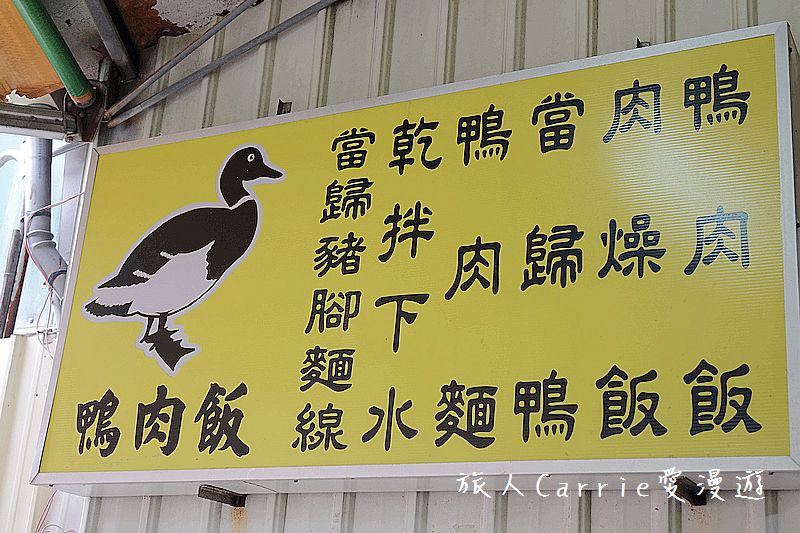 鴨肉飯
肉燥飯
當歸鴨
鴨肉麵
乾拌下水
當歸豬腳麵線
鴨肉飯
旅人Carrie愛漫遊